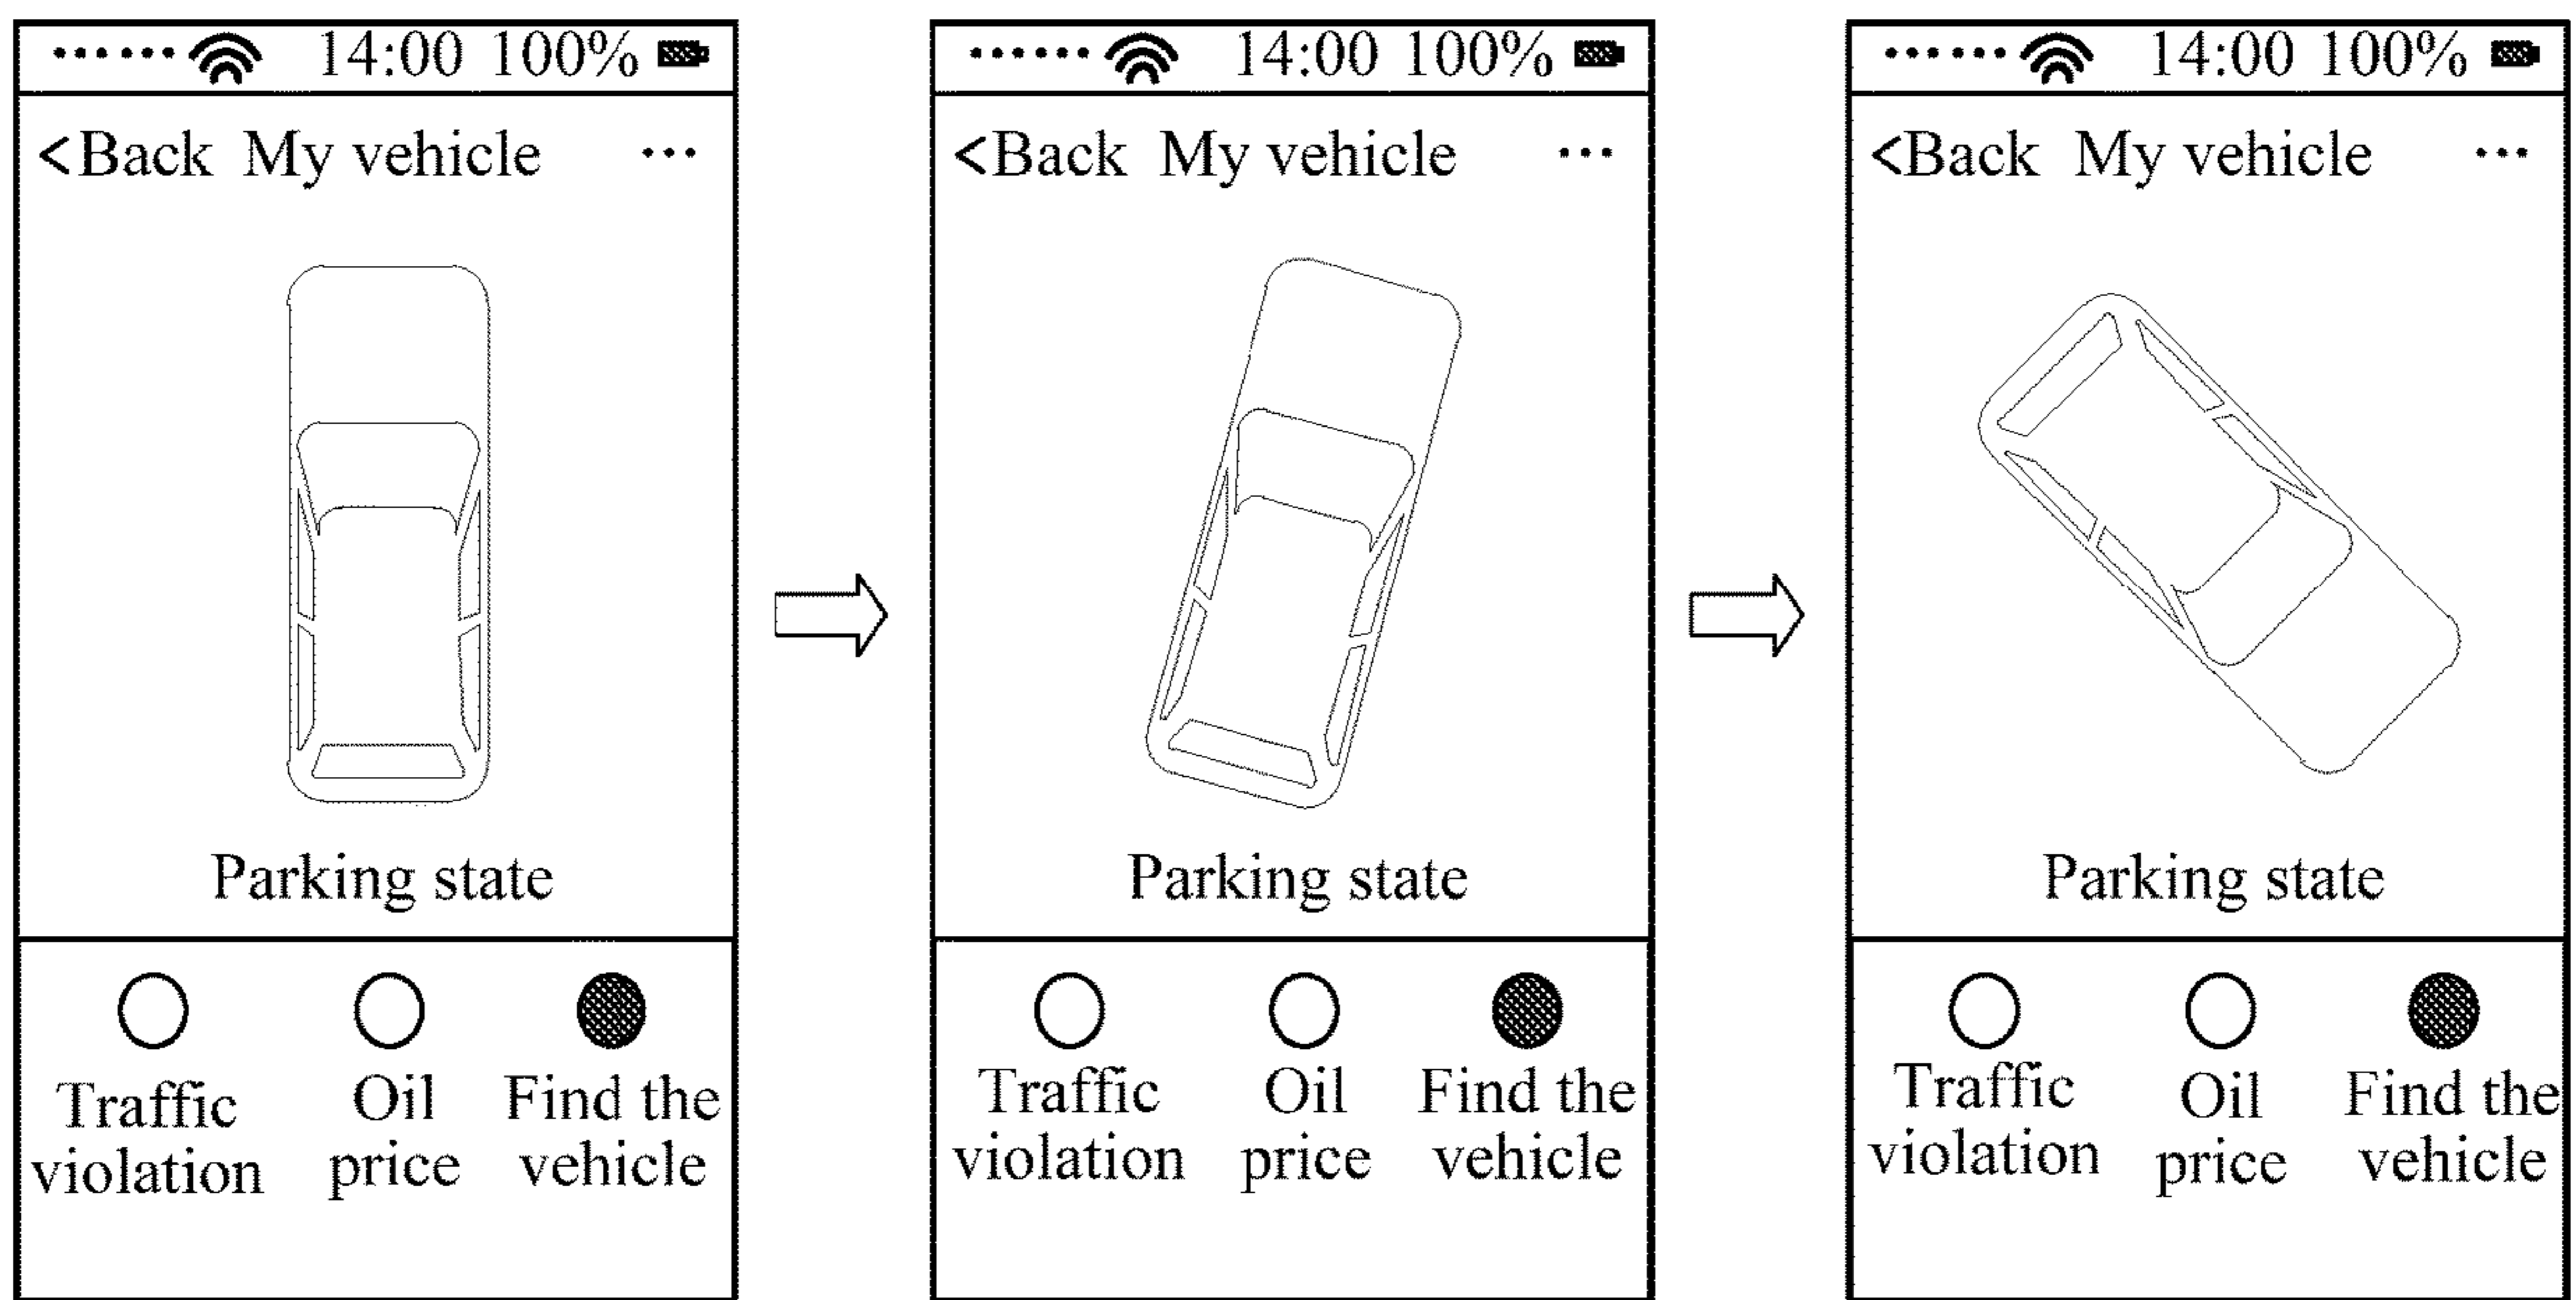 14:00 100%
<Back My vehicle ...
Parking state
Traffic violation
Oil price
Find the vehicle
14:00 100%
<Back My vehicle ...
Parking state
Traffic violation
Oil price
Find the vehicle
14:00 100%
<Back My vehicle ...
Parking state
Traffic violation
Oil price
Find the vehicle